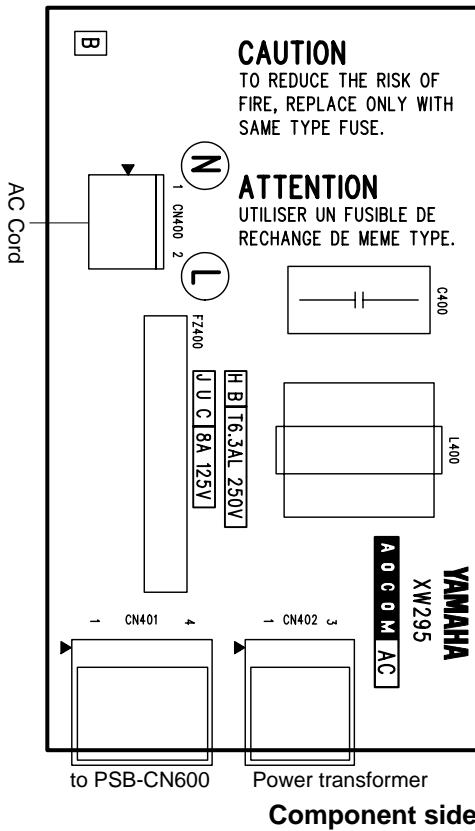 B
CAUTION
TO REDUCE THE RISK OF
FIRE, REPLACE ONLY WITH
SAME TYPE FUSE.
N
1 CN400 2
L
AC Cord
ATTENTION
UTILISER UN FUSIBLE DE
RECHANGE DE MEME TYPE.
C400
FZ400
H B T6.3AL 250V
J U C 8A 125V
L400
YAMAHA
XW295
A0COM AC
1 CN401 4
1 CN402 3
to PSB-CN600
Power transformer
Component side